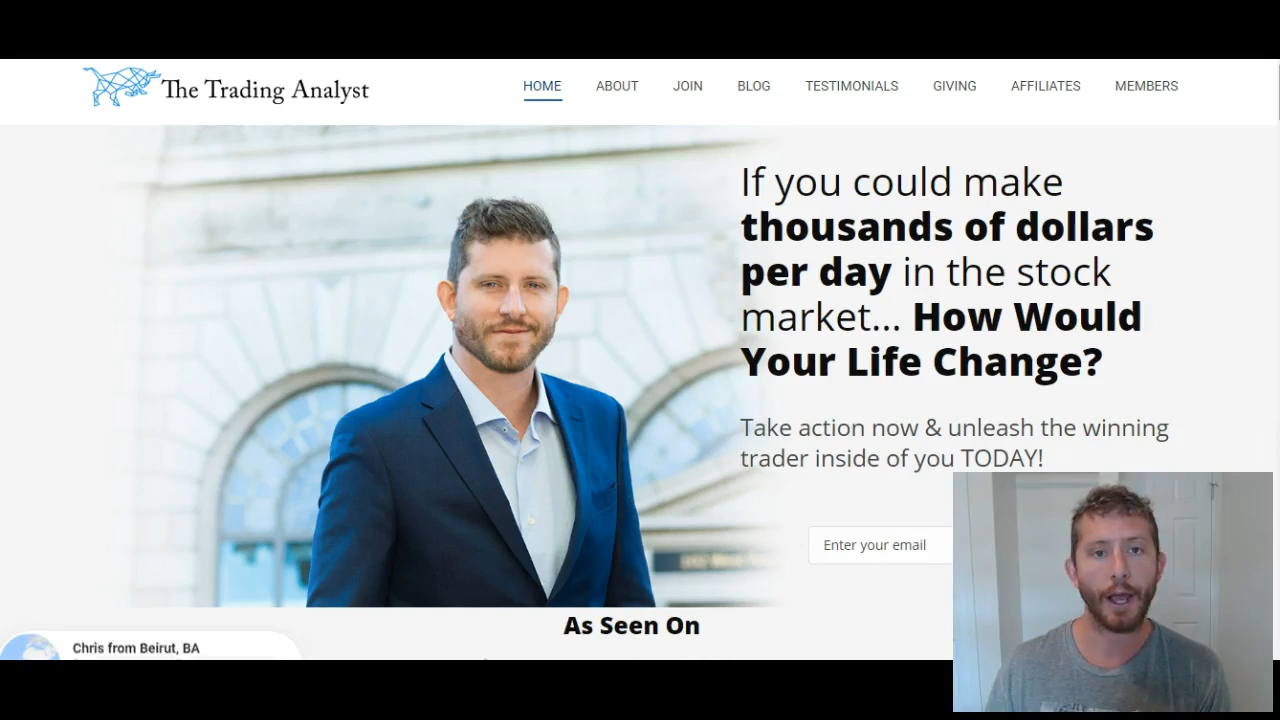 The Trading Analyst
HOME ABOUT JOIN BLOG TESTIMONIALS GIVING AFFILIATES MEMBERS
If you could make
thousands of dollars
per day in the stock
market... How Would
Your Life Change?
Take action now & unleash the winning
trader inside of you TODAY!
Enter your email
As Seen On
Chris from Beirut, BA